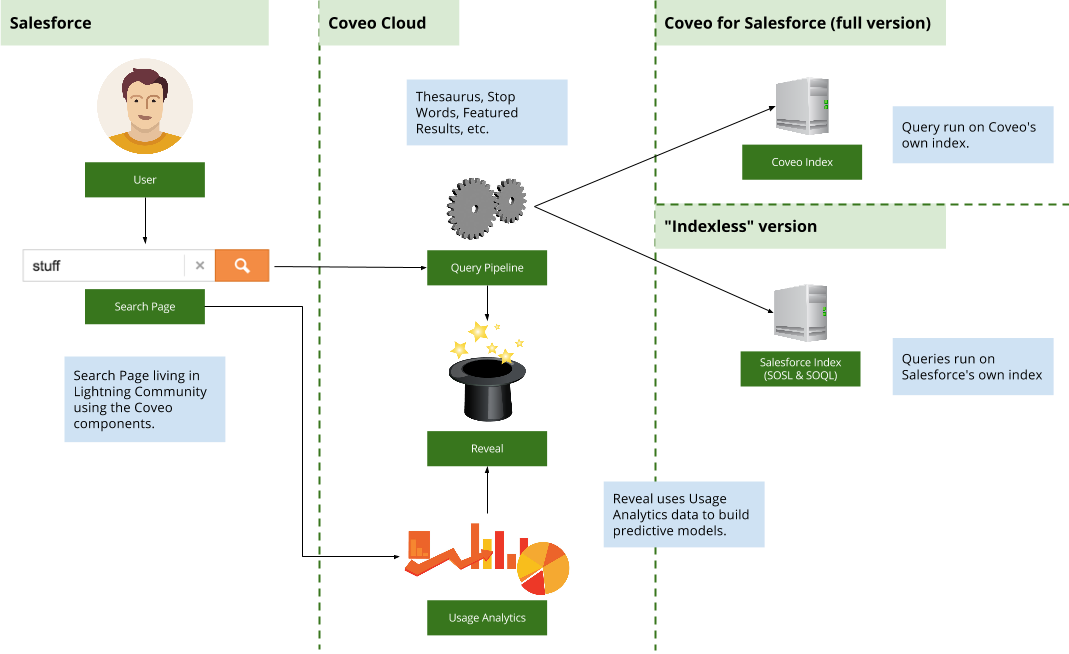 Salesforce
User
stuff
Search Page
Search Page living in
Lightning Community
using the Coveo
components.
Coveo Cloud
Thesaurus, Stop
Words, Featured
Results, etc.
Query Pipeline
Reveal
Usage Analytics
Reveal uses Usage
Analytics data to build
predictive models.
Coveo for Salesforce (full version)
Coveo Index
Query run on Coveo's
own index.
"Indexless" version
Salesforce Index
(SOSL & SOQL)
Queries run on
Salesforce's own index